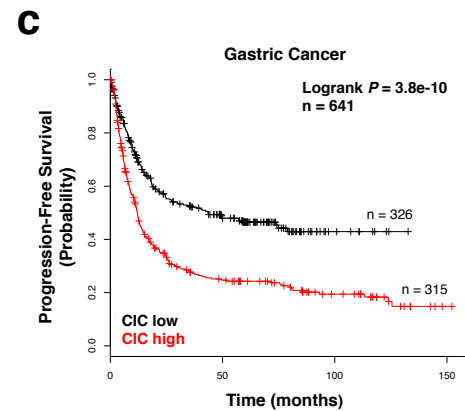 C
Gastric Cancer
Logrank P = 3.8e-10
n = 641
Progression-Free Survival
(Probability)
1.0
0.8
0.6
0.4
0.2
0.0
n = 326
n = 315
CIC low
CIC high
0 50 100 150
Time (months)